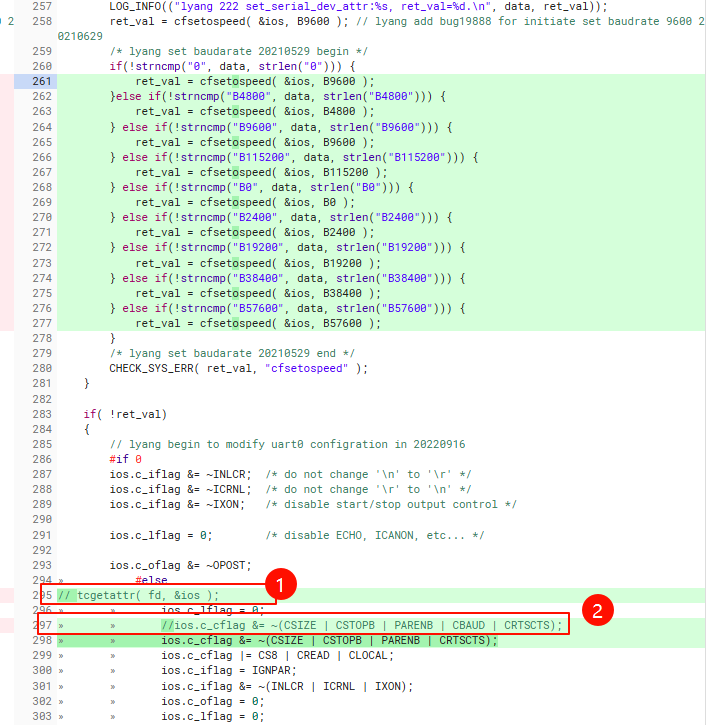 257 LOG_INFO(("lyang 222 set_serial_dev_attr:%s, ret_val=%d.\n", data, ret_val));
258 ret_val = cfsetospeed( &ios, B9600 ); // lyang add bug19888 for initiate set baudrate 9600 2
0210629
259 /* lyang set baudarate 20210529 begin */
260 if(!strncmp("0", data, strlen("0"))) {
261 ret_val = cfsetospeed( &ios, B9600 );
262 }else if(!strncmp("B4800", data, strlen("B4800"))) {
263 ret_val = cfsetospeed( &ios, B4800 );
264 } else if(!strncmp("B9600", data, strlen("B9600"))) {
265 ret_val = cfsetospeed( &ios, B9600 );
266 } else if(!strncmp("B115200", data, strlen("B115200"))) {
267 ret_val = cfsetospeed( &ios, B115200 );
268 } else if(!strncmp("B0", data, strlen("B0"))) {
269 ret_val = cfsetospeed( &ios, B0 );
270 } else if(!strncmp("B2400", data, strlen("B2400"))) {
271 ret_val = cfsetospeed( &ios, B2400 );
272 } else if(!strncmp("B19200", data, strlen("B19200"))) {
273 ret_val = cfsetospeed( &ios, B19200 );
274 } else if(!strncmp("B38400", data, strlen("B38400"))) {
275 ret_val = cfsetospeed( &ios, B38400 );
276 } else if(!strncmp("B57600", data, strlen("B57600"))) {
277 ret_val = cfsetospeed( &ios, B57600 );
278 }
279 /* lyang set baudarate 20210529 end */
280 CHECK_SYS_ERR( ret_val, "cfsetospeed" );
281 }
282
283 if( !ret_val)
284 {
285 // lyang begin to modify uart0 configration in 20220916
286 #if 0
287 ios.c_iflag &= ~INLCR; /* do not change '\n' to '\r' */
288 ios.c_iflag &= ~ICRNL; /* do not change '\r' to '\n' */
289 ios.c_iflag &= ~IXON; /* disable start/stop output control */
290
291 ios.c_lflag = 0; /* disable ECHO, ICANON, etc... */
292
293 ios.c_oflag &= ~OPOST;
294 » #else
295 // tcgetattr( fd, &ios ); 1
296 » » ios.c_lflag = 0;
297 » » //ios.c_cflag &= ~(CSIZE | CSTOPB | PARENB | CBAUD | CRTSCTS); 2
298 » » ios.c_cflag &= ~(CSIZE | CSTOPB | PARENB | CRTSCTS);
299 » » ios.c_cflag |= CS8 | CREAD | CLOCAL;
300 » » ios.c_iflag = IGNPAR;
301 » » ios.c_iflag &= ~(INLCR | ICRNL | IXON);
302 » » ios.c_oflag = 0;
303 » » ios.c_lflag = 0;